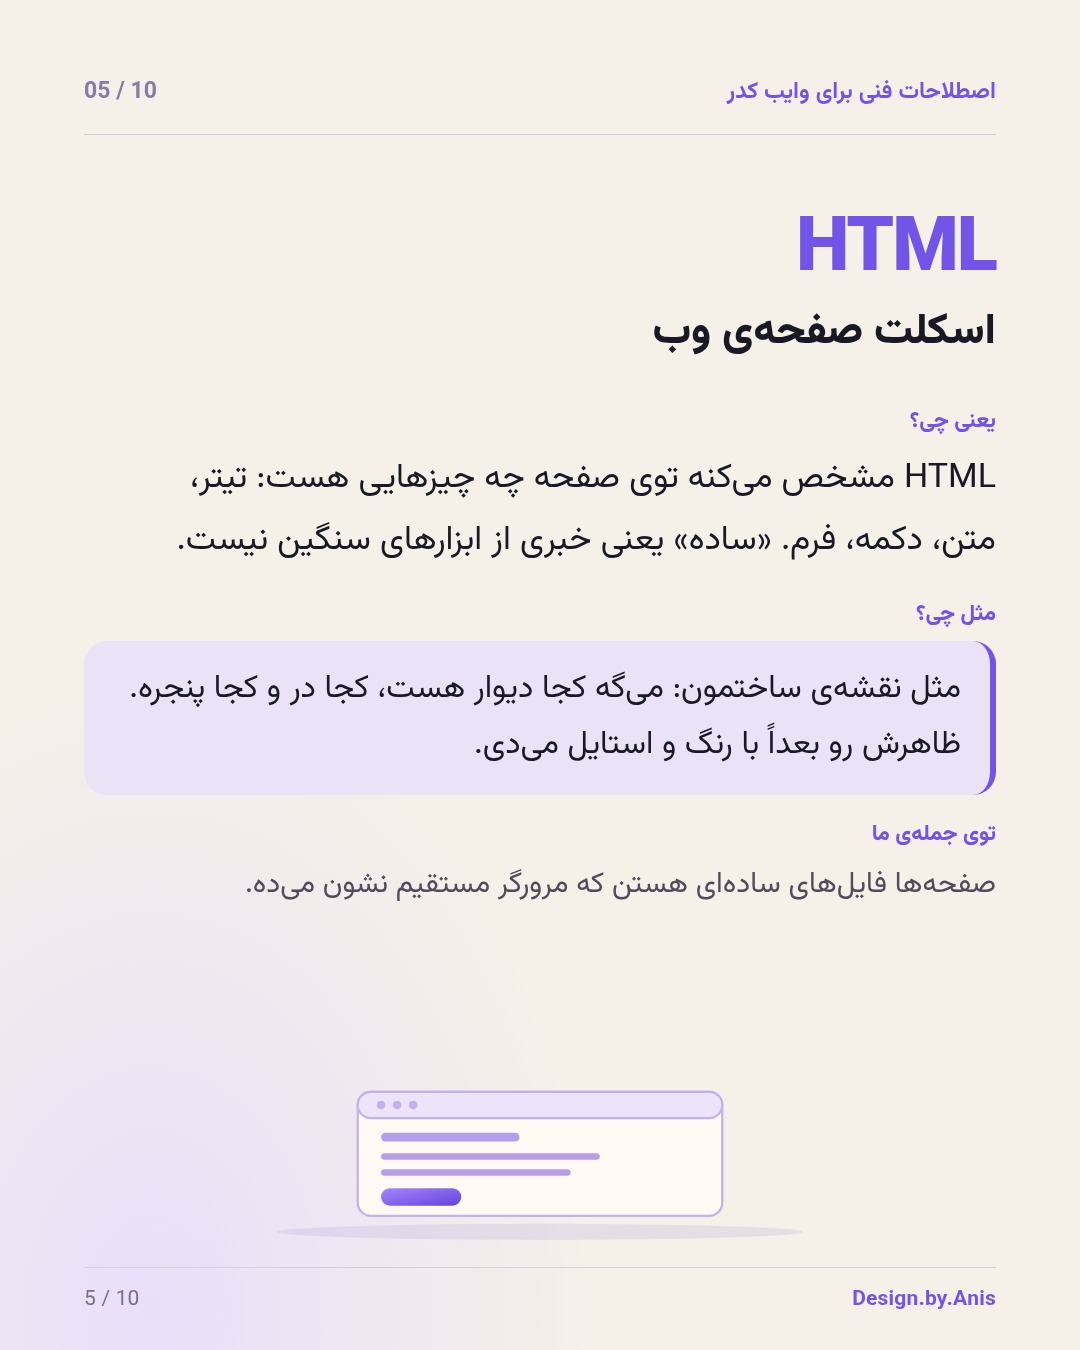 اصطلاحات فنی برای وایب کدر
05 / 10
HTML
اسکلت صفحه‌ی وب
یعنی چی؟
HTML مشخص می‌کنه توی صفحه چه چیزهایی هست: تیتر،
متن، دکمه، فرم. «ساده» یعنی خبری از ابزارهای سنگین نیست.
مثل چی؟
مثل نقشه‌ی ساختمون: می‌گه کجا دیوار هست، کجا در و کجا پنجره.
ظاهرش رو بعداً با رنگ و استایل می‌دی.
توی جمله‌ی ما
صفحه‌ها فایل‌های ساده‌ای هستن که مرورگر مستقیم نشون می‌ده.
Design.by.Anis
5 / 10